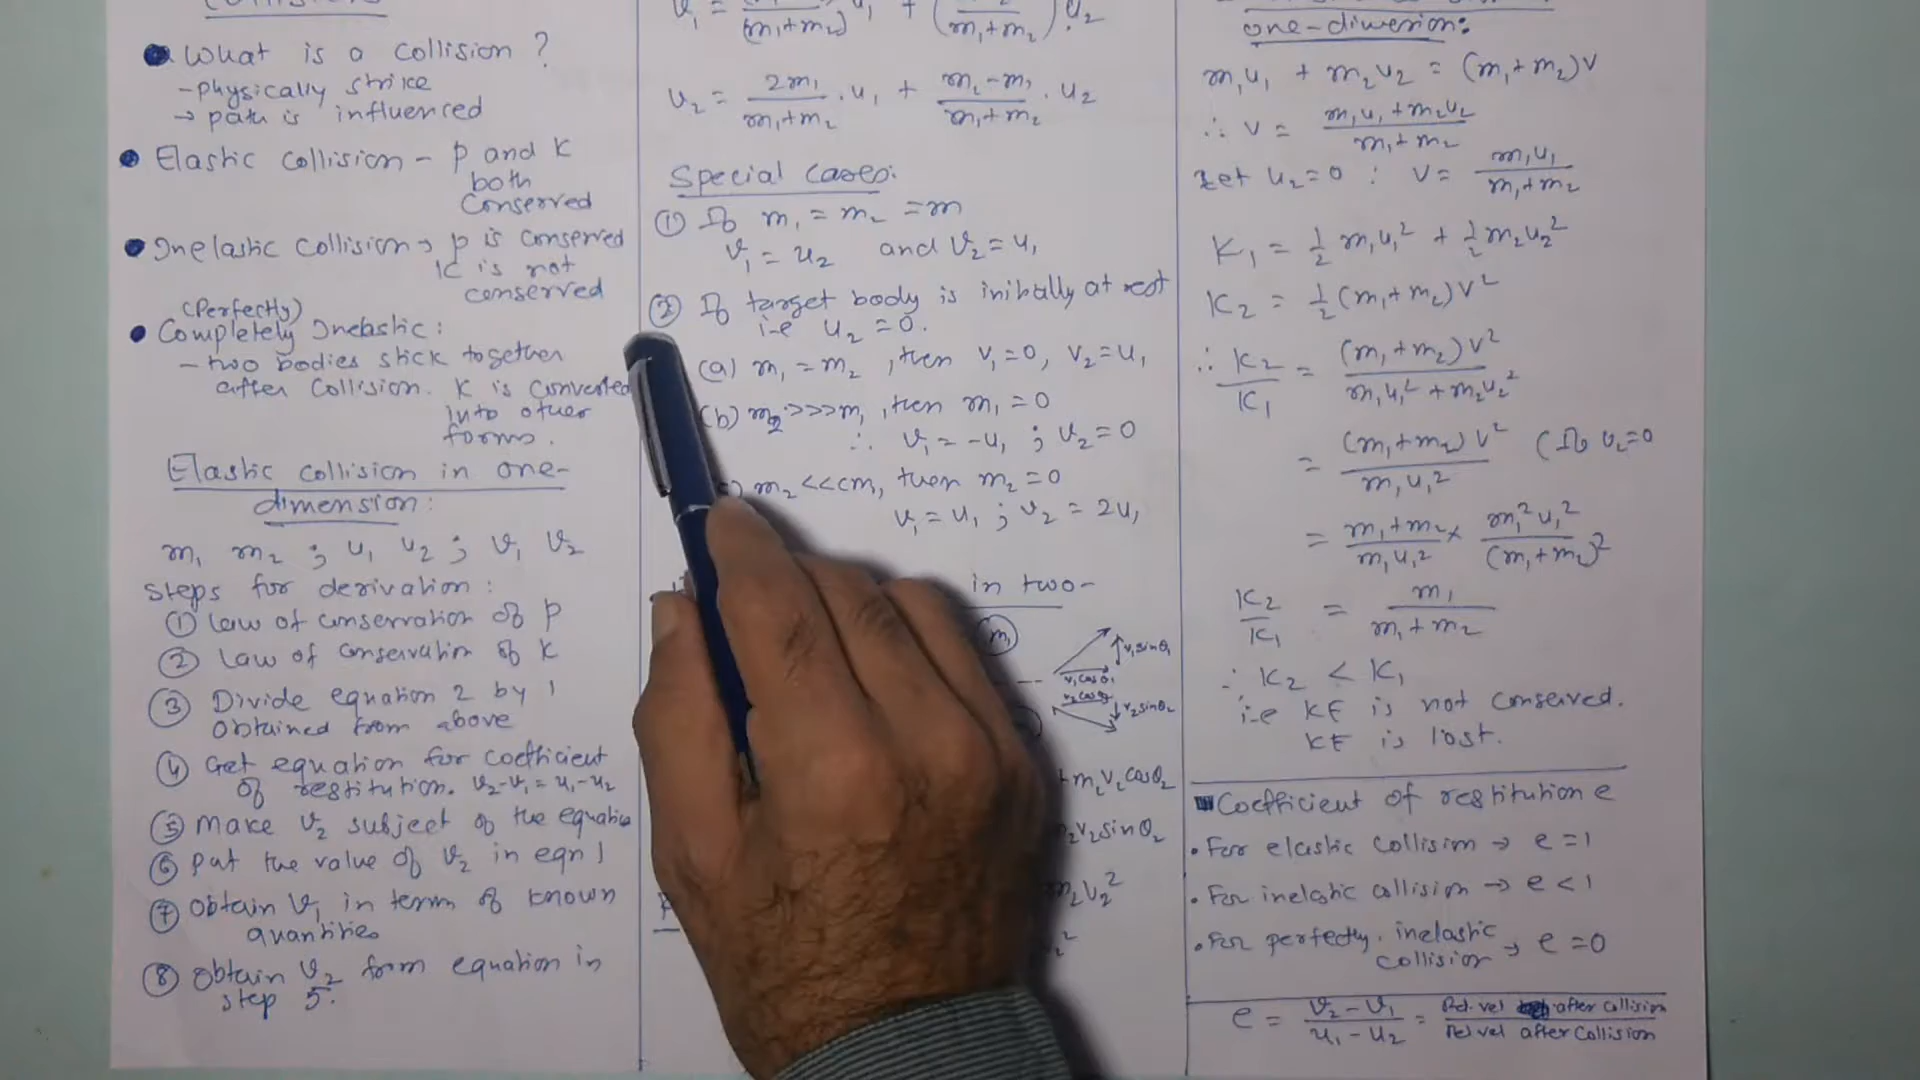 What is a collision?
- physically strike
→ path is influenced
Elastic collision - P and K
both
conserved
Inelastic collision → P is conserved
K is not
conserved
(Perfectly)
Completely Inelastic:
- two bodies stick together
after collision. K is converted
into other
forms.
Elastic collision in one-
dimension:
m₁ m₂ ; u₁ u₂ ; v₁ v₂
Steps for derivation:
① law of conservation of P
② law of conservation of K
③ Divide equation 2 by 1
obtained from above
④ Get equation for coefficient
of restitution. v₂-v₁ = u₁-u₂
⑤ Make v₂ subject of the equation
⑥ put the value of v₂ in eqn 1
⑦ Obtain v₁ in term of known
quantities
⑧ Obtain v₂ form equation in
step 5.
v₂ = 2m₁/(m₁+m₂) . u₁ + (m₂-m₁)/(m₁+m₂) . u₂
Special cases:
① If m₁ = m₂ = m
v₁ = u₂ and v₂ = u₁
② If target body is initially at rest
i.e u₂ = 0.
(a) m₁ = m₂, then v₁=0, v₂=u₁
(b) m₂>>>m₁, then m₁ = 0
∴ v₁ = -u₁ ; v₂ = 0
m₂ <<< m₁ then m₂ = 0
v₁ = u₁ ; v₂ = 2u₁
in two-
m₁
v₁sinθ₁
v₁cosθ₁
v₂cosθ₂
v₂sinθ₂
+m₂v₂cosθ₂
v₂sinθ₂
one-dimension:
m₁u₁ + m₂u₂ = (m₁+m₂)v
∴ v = (m₁u₁+m₂u₂)/(m₁+m₂)
Let u₂=0 : v = m₁u₁/(m₁+m₂)
K₁ = ½ m₁u₁² + ½ m₂u₂²
K₂ = ½ (m₁+m₂)v²
∴ K₂/K₁ = (m₁+m₂)v²/(m₁u₁²+m₂u₂²)
= (m₁+m₂)v²/(m₁u₁²) (If u₂=0
= (m₁+m₂)/(m₁u₁²) × m₁²u₁²/(m₁+m₂)²
K₂/K₁ = m₁/(m₁+m₂)
∴ K₂ < K₁
i.e KE is not conserved.
KE is lost.
Coefficient of restitution e
• For elastic collision → e = 1
• For inelastic collision → e < 1
• For perfectly inelastic
collision → e = 0
e = (v₂-v₁)/(u₁-u₂) = Rel. vel after collision/Rel vel after collision